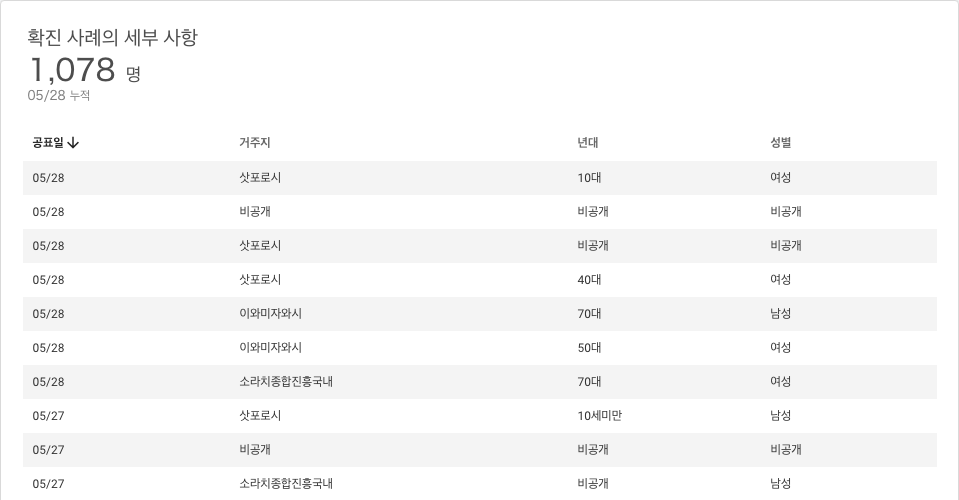 확진 사례의 세부 사항
1,078 명
05/28 누적
공표일 거주지 년대 성별
05/28 삿포로시 10대 여성
05/28 비공개 비공개 비공개
05/28 삿포로시 비공개 비공개
05/28 삿포로시 40대 여성
05/28 이와미자와시 70대 남성
05/28 이와미자와시 50대 여성
05/28 소라치종합진흥국내 70대 여성
05/27 삿포로시 10세미만 남성
05/27 비공개 비공개 비공개
05/27 소라치종합진흥국내 비공개 남성